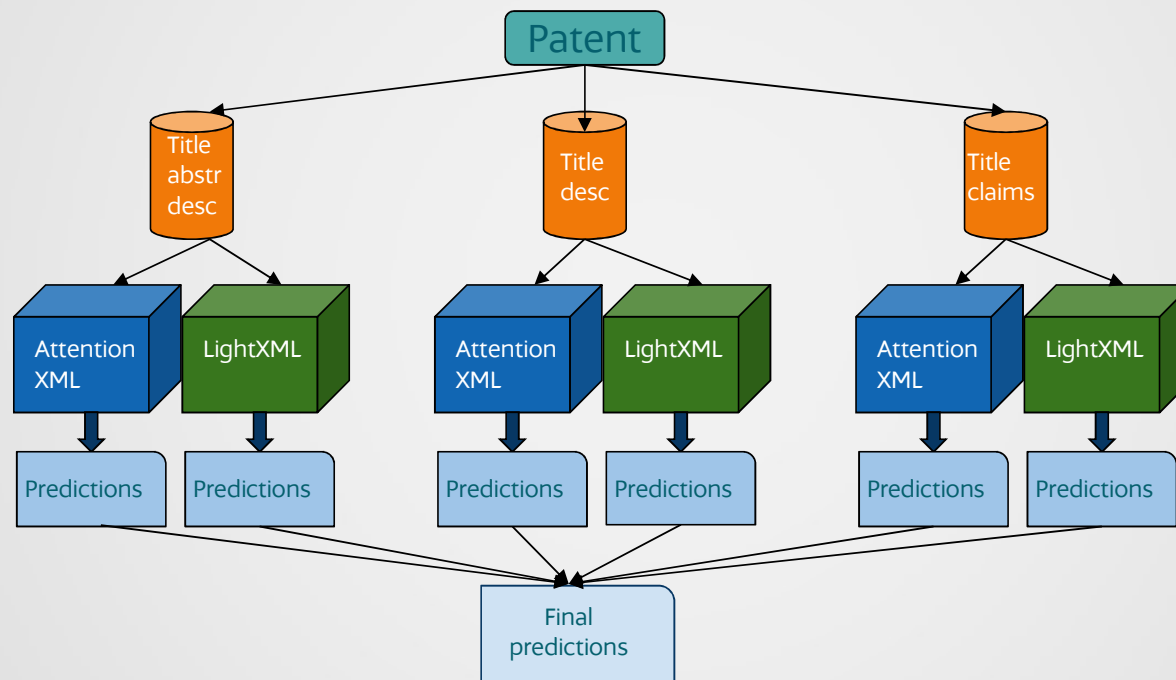 Patent
Title
abstr
desc
Title
desc
Title
claims
Attention
XML
LightXML
Attention
XML
LightXML
Attention
XML
LightXML
Predictions
Predictions
Predictions
Predictions
Predictions
Predictions
Final
predictions